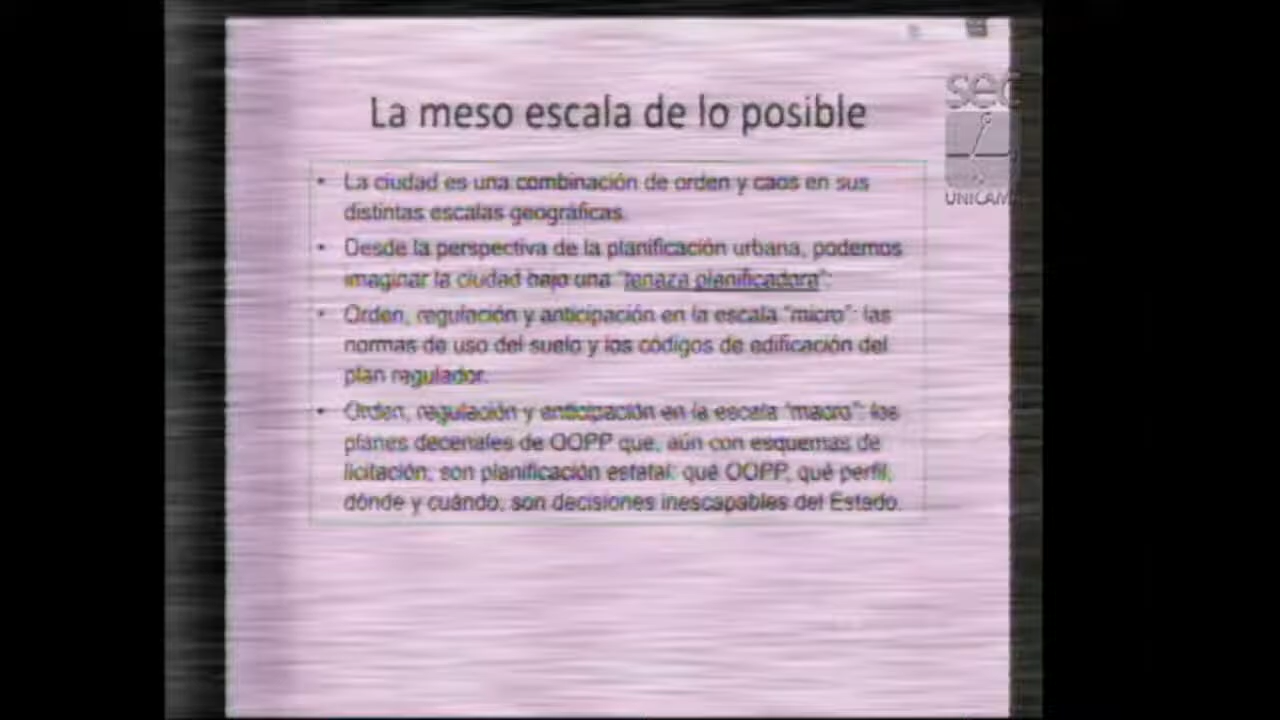 sec
UNICAMP
La meso escala de lo posible
• La ciudad es una combinación de orden y caos en sus
distintas escalas geográficas.
• Desde la perspectiva de la planificación urbana, podemos
imaginar la ciudad bajo una "tenaza planificadora":
• Orden, regulación y anticipación en la escala "micro": las
normas de uso del suelo y los códigos de edificación del
plan regulador.
• Orden, regulación y anticipación en la escala "macro": los
planes decenales de OOPP que, aún con esquemas de
licitación, son planificación estatal: qué OOPP, qué perfil,
dónde y cuándo, son decisiones inescapables del Estado.